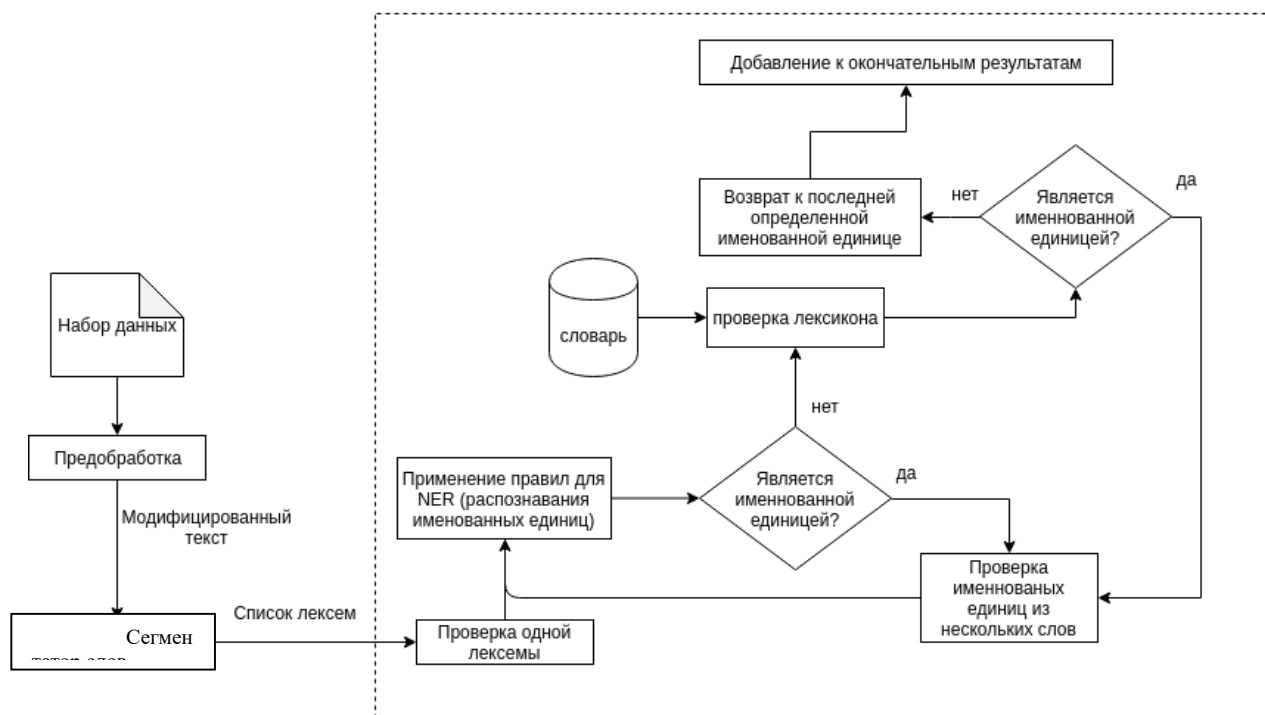 Добавление к окончательным результатам
Возврат к последней
определенной
именованной единице
нет
Является
именнованной
единицей?
да
Набор данных
словарь
проверка лексикона
нет
Предобработка
Применение правил для
NER (распознавания
именованных единиц)
Является
именнованной
единицей?
да
Модифицированный
текст
Проверка
именнованых
единиц из
нескольких слов
Список лексем
Проверка одной
лексемы
Сегмен